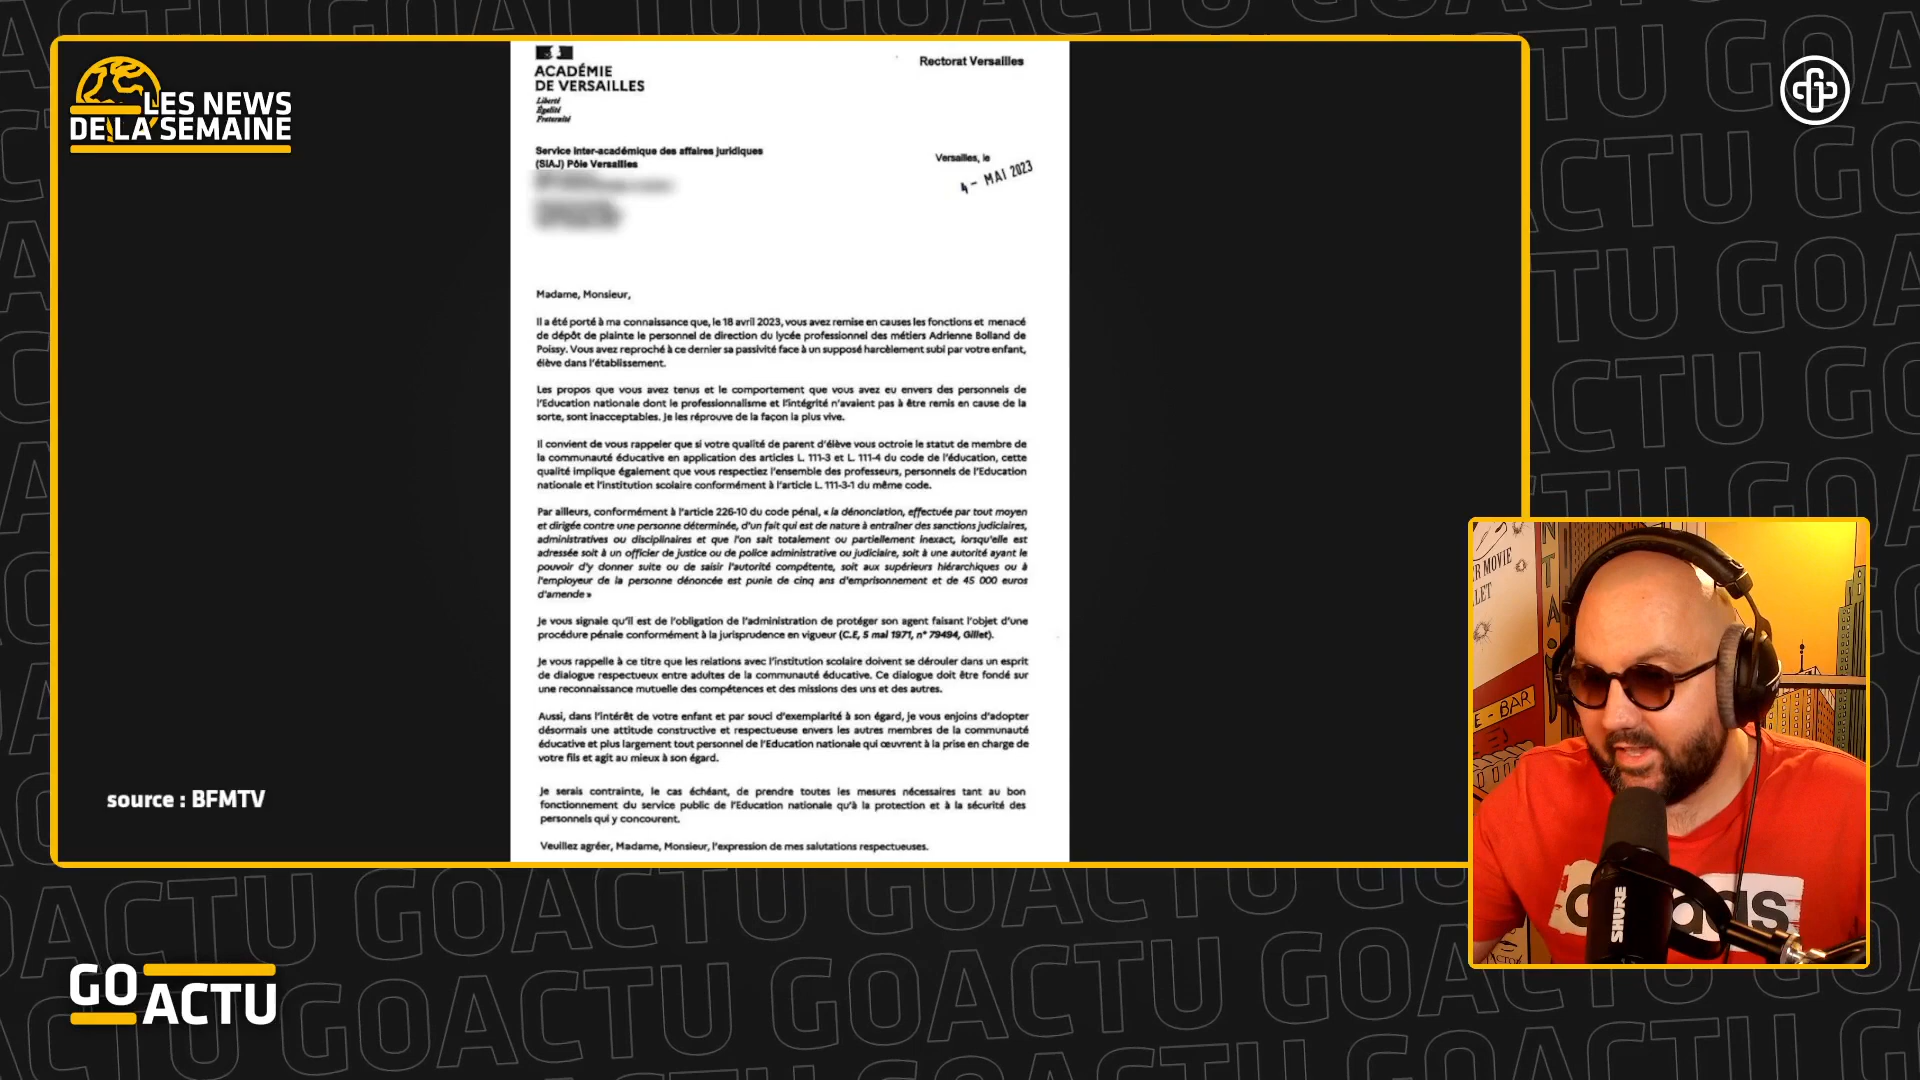 LES NEWS
DE LA SEMAINE
ACADÉMIE
DE VERSAILLES
Liberté
Égalité
Fraternité
Rectorat Versailles
Service inter-académique des affaires juridiques
(SIAJ) Pôle Versailles
Versailles, le
4 - MAI 2023
Madame, Monsieur,
Il a été porté à ma connaissance que, le 18 avril 2023, vous avez remise en causes les fonctions et menacé
de dépôt de plainte le personnel de direction du lycée professionnel des métiers Adrienne Bolland de
Poissy. Vous avez reproché à ce dernier sa passivité face à un supposé harcèlement subi par votre enfant,
élève dans l'établissement.
Les propos que vous avez tenus et le comportement que vous avez eu envers des personnels de
l'Education nationale dont le professionnalisme et l'intégrité n'avaient pas à être remis en cause de la
sorte, sont inacceptables. Je les réprouve de la façon la plus vive.
Il convient de vous rappeler que si votre qualité de parent d'élève vous octroie le statut de membre de
la communauté éducative en application des articles L. 111-3 et L. 111-4 du code de l'éducation, cette
qualité implique également que vous respectiez l'ensemble des professeurs, personnels de l'Education
nationale et l'institution scolaire conformément à l'article L. 111-3-1 du même code.
Par ailleurs, conformément à l'article 226-10 du code pénal, « la dénonciation, effectuée par tout moyen
et dirigée contre une personne déterminée, d'un fait qui est de nature à entraîner des sanctions judiciaires,
administratives ou disciplinaires et que l'on sait totalement ou partiellement inexact, lorsqu'elle est
adressée soit à un officier de justice ou de police administrative ou judiciaire, soit à une autorité ayant le
pouvoir d'y donner suite ou de saisir l'autorité compétente, soit aux supérieurs hiérarchiques ou à
l'employeur de la personne dénoncée est punie de cinq ans d'emprisonnement et de 45 000 euros
d'amende »
Je vous signale qu'il est de l'obligation de l'administration de protéger son agent faisant l'objet d'une
procédure pénale conformément à la jurisprudence en vigueur (C.E, 5 mai 1971, n° 79494, Gillet).
Je vous rappelle à ce titre que les relations avec l'institution scolaire doivent se dérouler dans un esprit
de dialogue respectueux entre adultes de la communauté éducative. Ce dialogue doit être fondé sur
une reconnaissance mutuelle des compétences et des missions des uns et des autres.
Aussi, dans l'intérêt de votre enfant et par souci d'exemplarité à son égard, je vous enjoins d'adopter
désormais une attitude constructive et respectueuse envers les autres membres de la communauté
éducative et plus largement tout personnel de l'Education nationale qui œuvrent à la prise en charge de
votre fils et agit au mieux à son égard.
Je serais contrainte, le cas échéant, de prendre toutes les mesures nécessaires tant au bon
fonctionnement du service public de l'Education nationale qu'à la protection et à la sécurité des
personnels qui y concourent.
Veuillez agréer, Madame, Monsieur, l'expression de mes salutations respectueuses.
source : BFMTV
MOVIE
E - BAR
SHURE
GO
ACTU